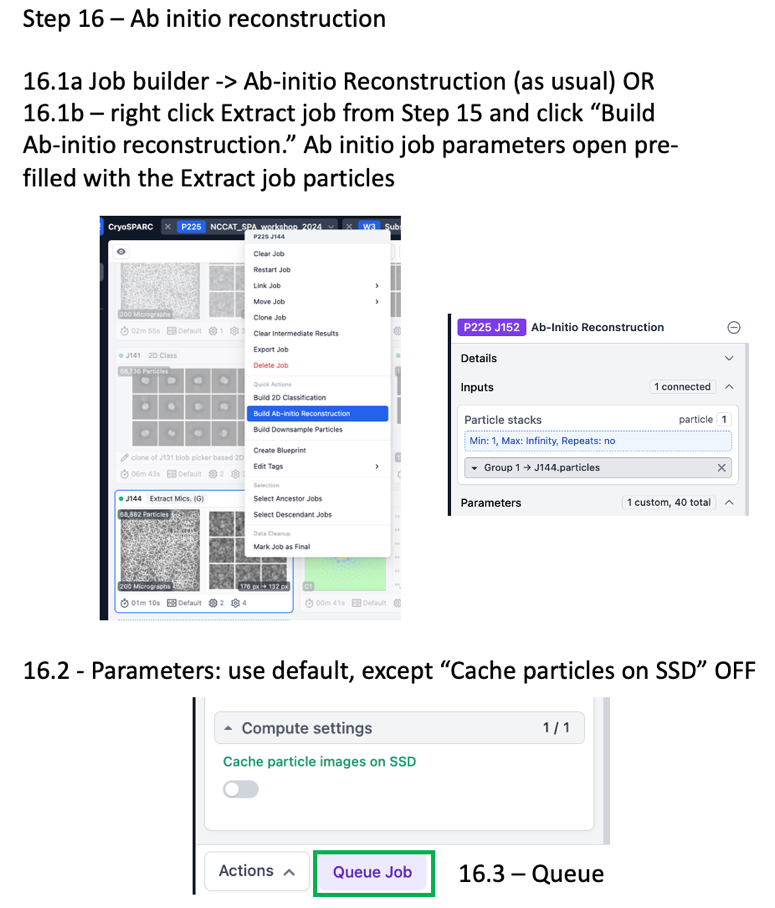 Step 16 – Ab initio reconstruction
16.1a Job builder -> Ab-initio Reconstruction (as usual) OR
16.1b – right click Extract job from Step 15 and click “Build
Ab-initio reconstruction.” Ab initio job parameters open pre-
filled with the Extract job particles
CryoSPARC P225 NCCAT_SPA_workshop_2024 W3 Subs
P225 J144
Clear Job
Restart Job
Link Job
Move Job
Clone Job
Clear Intermediate Results
Export Job
Delete Job
Quick Actions
Build 2D Classification
Build Ab-initio Reconstruction
Build Downsample Particles
Create Blueprint
Edit Tags
Selection
Select Ancestor Jobs
Select Descendant Jobs
Data Cleanup
Mark Job as Final
200 Micrographs
02m 55s Default 1 3
J141 2D Class
68,736 Particles
clone of J131 blob picker based 2D
06m 43s Default 2
J144 Extract Mics. (G)
68,882 Particles
200 Micrographs
176 px → 132 px
01m 10s Default 2 4
C1
00m 41s Default
P225 J152 Ab-Initio Reconstruction
Details
Inputs 1 connected
Particle stacks particle 1
Min: 1, Max: Infinity, Repeats: no
Group 1 → J144.particles
Parameters 1 custom, 40 total
16.2 - Parameters: use default, except “Cache particles on SSD” OFF
Compute settings 1 / 1
Cache particle images on SSD
Actions Queue Job 16.3 – Queue